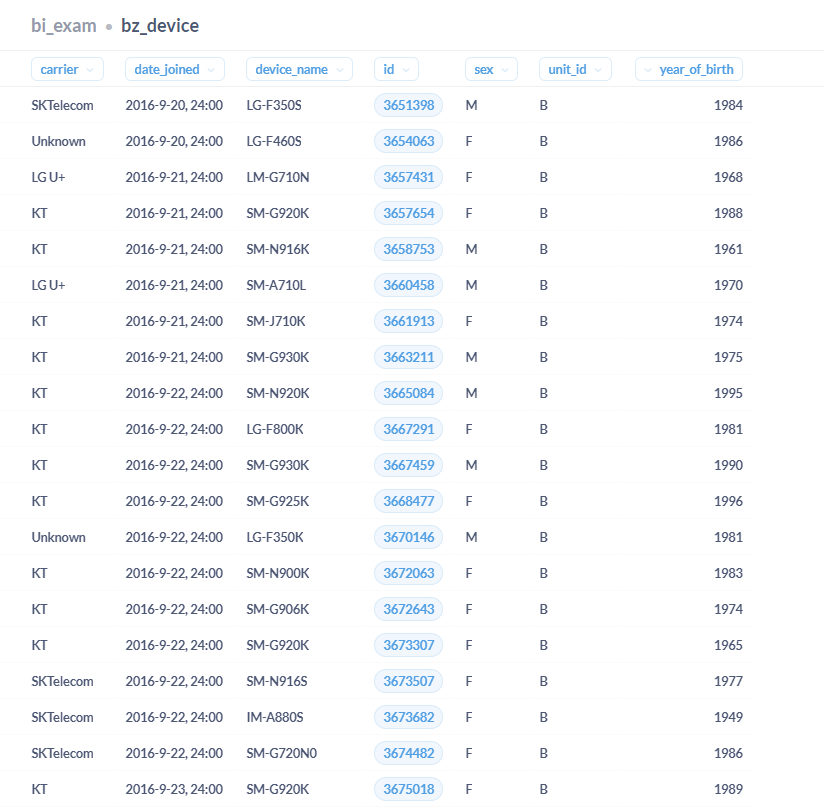 bi_exam • bz_device
carrier date_joined device_name id sex unit_id year_of_birth
SKTelecom 2016-9-20, 24:00 LG-F350S 3651398 M B 1984
Unknown 2016-9-20, 24:00 LG-F460S 3654063 F B 1986
LG U+ 2016-9-21, 24:00 LM-G710N 3657431 F B 1968
KT 2016-9-21, 24:00 SM-G920K 3657654 F B 1988
KT 2016-9-21, 24:00 SM-N916K 3658753 M B 1961
LG U+ 2016-9-21, 24:00 SM-A710L 3660458 M B 1970
KT 2016-9-21, 24:00 SM-J710K 3661913 F B 1974
KT 2016-9-21, 24:00 SM-G930K 3663211 M B 1975
KT 2016-9-22, 24:00 SM-N920K 3665084 M B 1995
KT 2016-9-22, 24:00 LG-F800K 3667291 F B 1981
KT 2016-9-22, 24:00 SM-G930K 3667459 M B 1990
KT 2016-9-22, 24:00 SM-G925K 3668477 F B 1996
Unknown 2016-9-22, 24:00 LG-F350K 3670146 M B 1981
KT 2016-9-22, 24:00 SM-N900K 3672063 F B 1983
KT 2016-9-22, 24:00 SM-G906K 3672643 F B 1974
KT 2016-9-22, 24:00 SM-G920K 3673307 F B 1965
SKTelecom 2016-9-22, 24:00 SM-N916S 3673507 F B 1977
SKTelecom 2016-9-22, 24:00 IM-A880S 3673682 F B 1949
SKTelecom 2016-9-22, 24:00 SM-G720N0 3674482 F B 1986
KT 2016-9-23, 24:00 SM-G920K 3675018 F B 1989